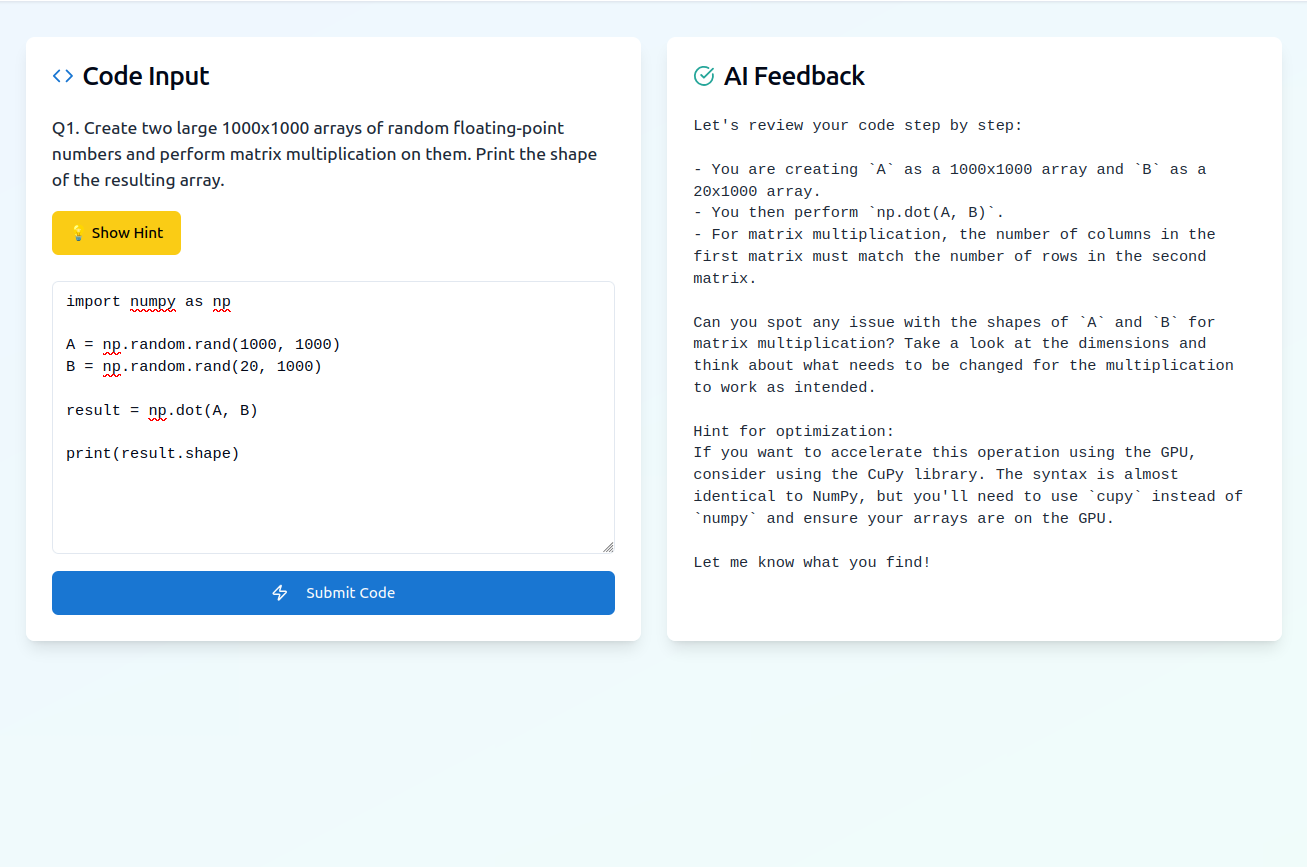 Code Input
Q1. Create two large 1000x1000 arrays of random floating-point
numbers and perform matrix multiplication on them. Print the shape
of the resulting array.
💡 Show Hint
import numpy as np
A = np.random.rand(1000, 1000)
B = np.random.rand(20, 1000)
result = np.dot(A, B)
print(result.shape)
Submit Code
AI Feedback
Let's review your code step by step:
- You are creating `A` as a 1000x1000 array and `B` as a
20x1000 array.
- You then perform `np.dot(A, B)`.
- For matrix multiplication, the number of columns in the
first matrix must match the number of rows in the second
matrix.
Can you spot any issue with the shapes of `A` and `B` for
matrix multiplication? Take a look at the dimensions and
think about what needs to be changed for the multiplication
to work as intended.
Hint for optimization:
If you want to accelerate this operation using the GPU,
consider using the CuPy library. The syntax is almost
identical to NumPy, but you'll need to use `cupy` instead of
`numpy` and ensure your arrays are on the GPU.
Let me know what you find!